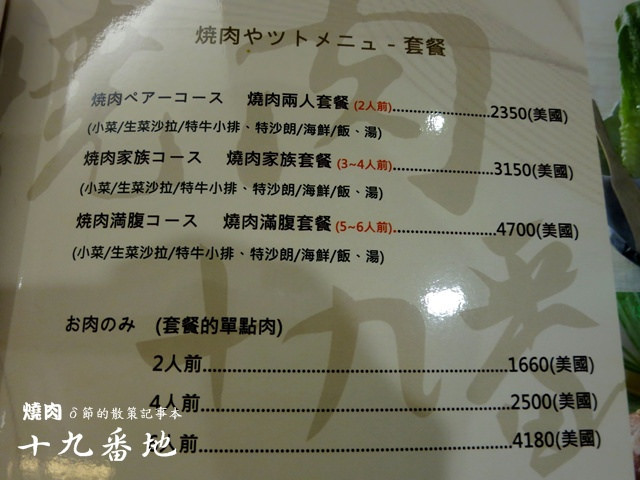 焼肉やツトメニュ - 套餐
焼肉ペアーコース 燒肉兩人套餐 (2人前)..................2350(美國)
(小菜/生菜沙拉/特牛小排、特沙朗/海鮮/飯、湯)
焼肉家族コース 燒肉家族套餐 (3~4人前)..................3150(美國)
(小菜/生菜沙拉/特牛小排、特沙朗/海鮮/飯、湯)
焼肉満腹コース 燒肉滿腹套餐 (5~6人前)..................4700(美國)
(小菜/生菜沙拉/特牛小排、特沙朗/海鮮/飯、湯)
お肉のみ (套餐的單點肉)
2人前..................1660(美國)
4人前..................2500(美國)
人前..................4180(美國)
燒肉 δ節的散策記事本
十九番地